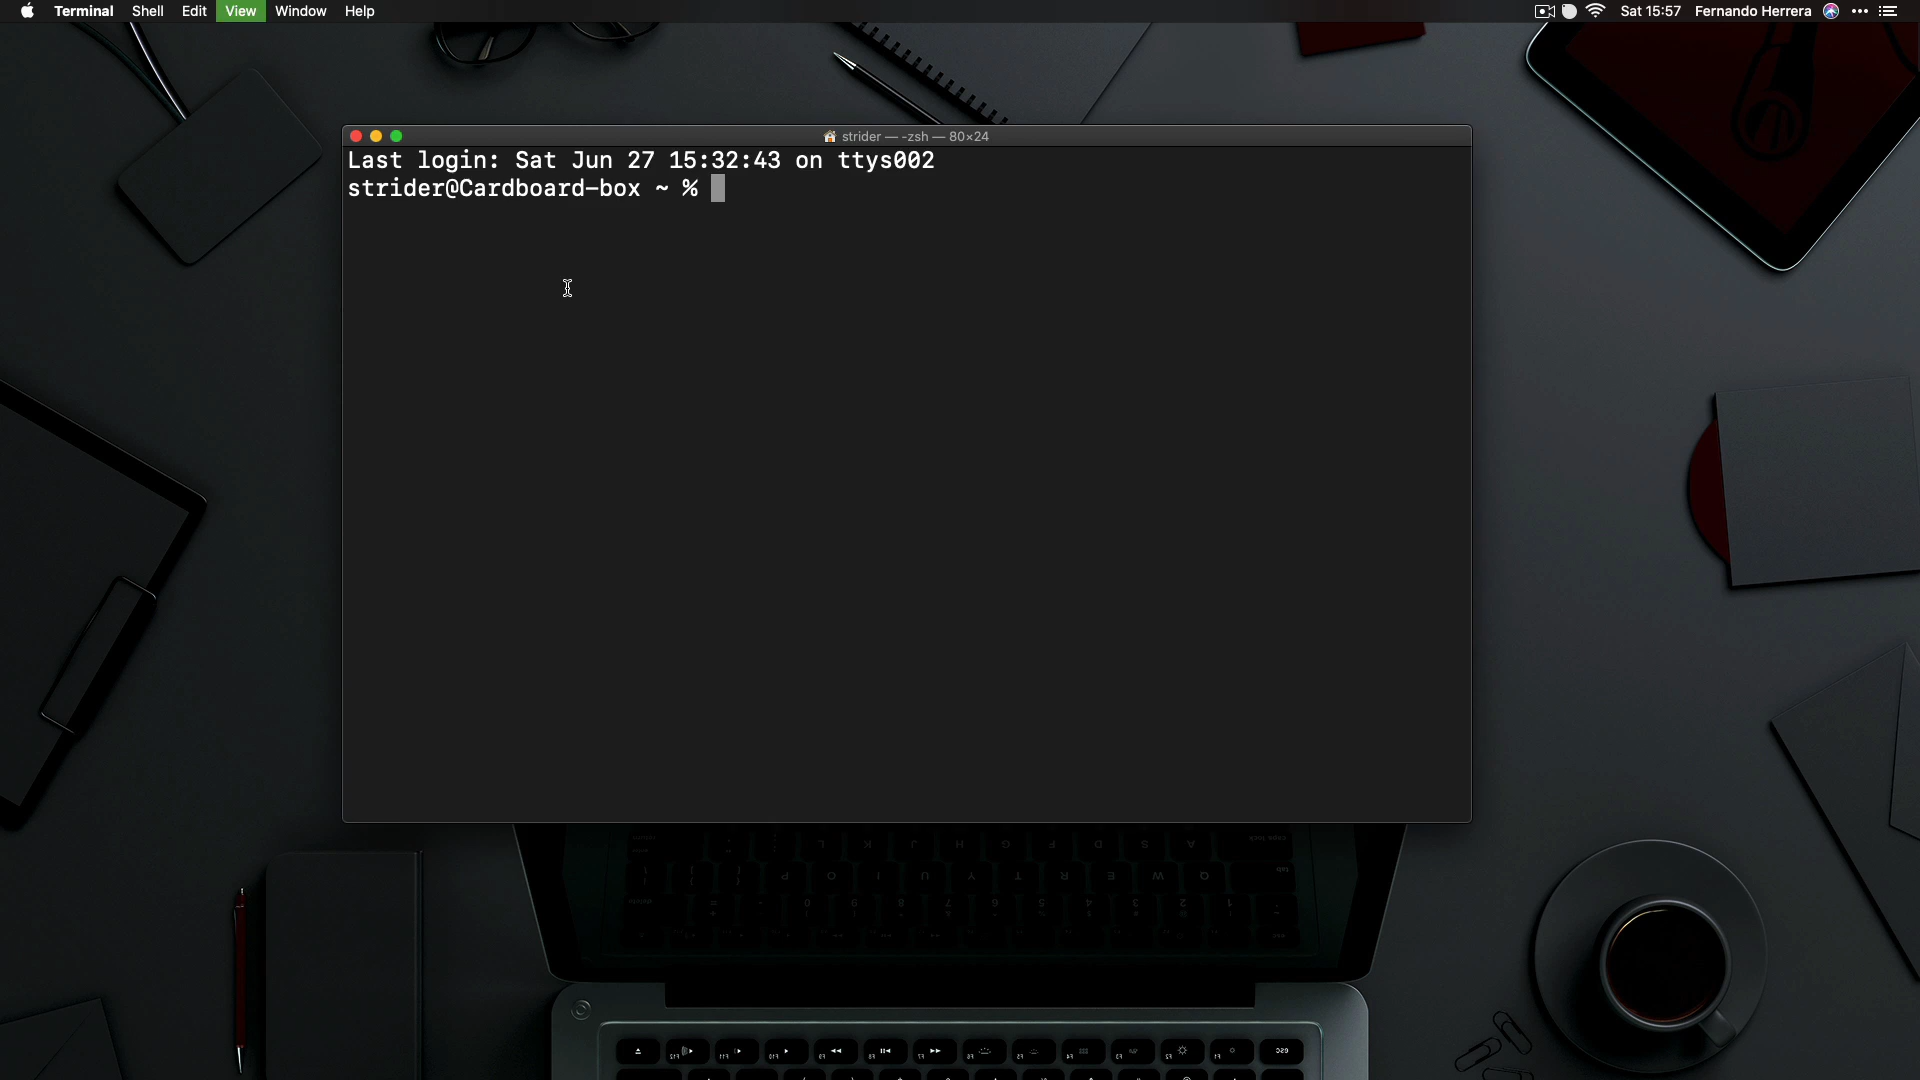 Terminal Shell Edit View Window Help
Sat 15:57 Fernando Herrera
strider — -zsh — 80×24
Last login: Sat Jun 27 15:32:43 on ttys002
strider@Cardboard-box ~ %